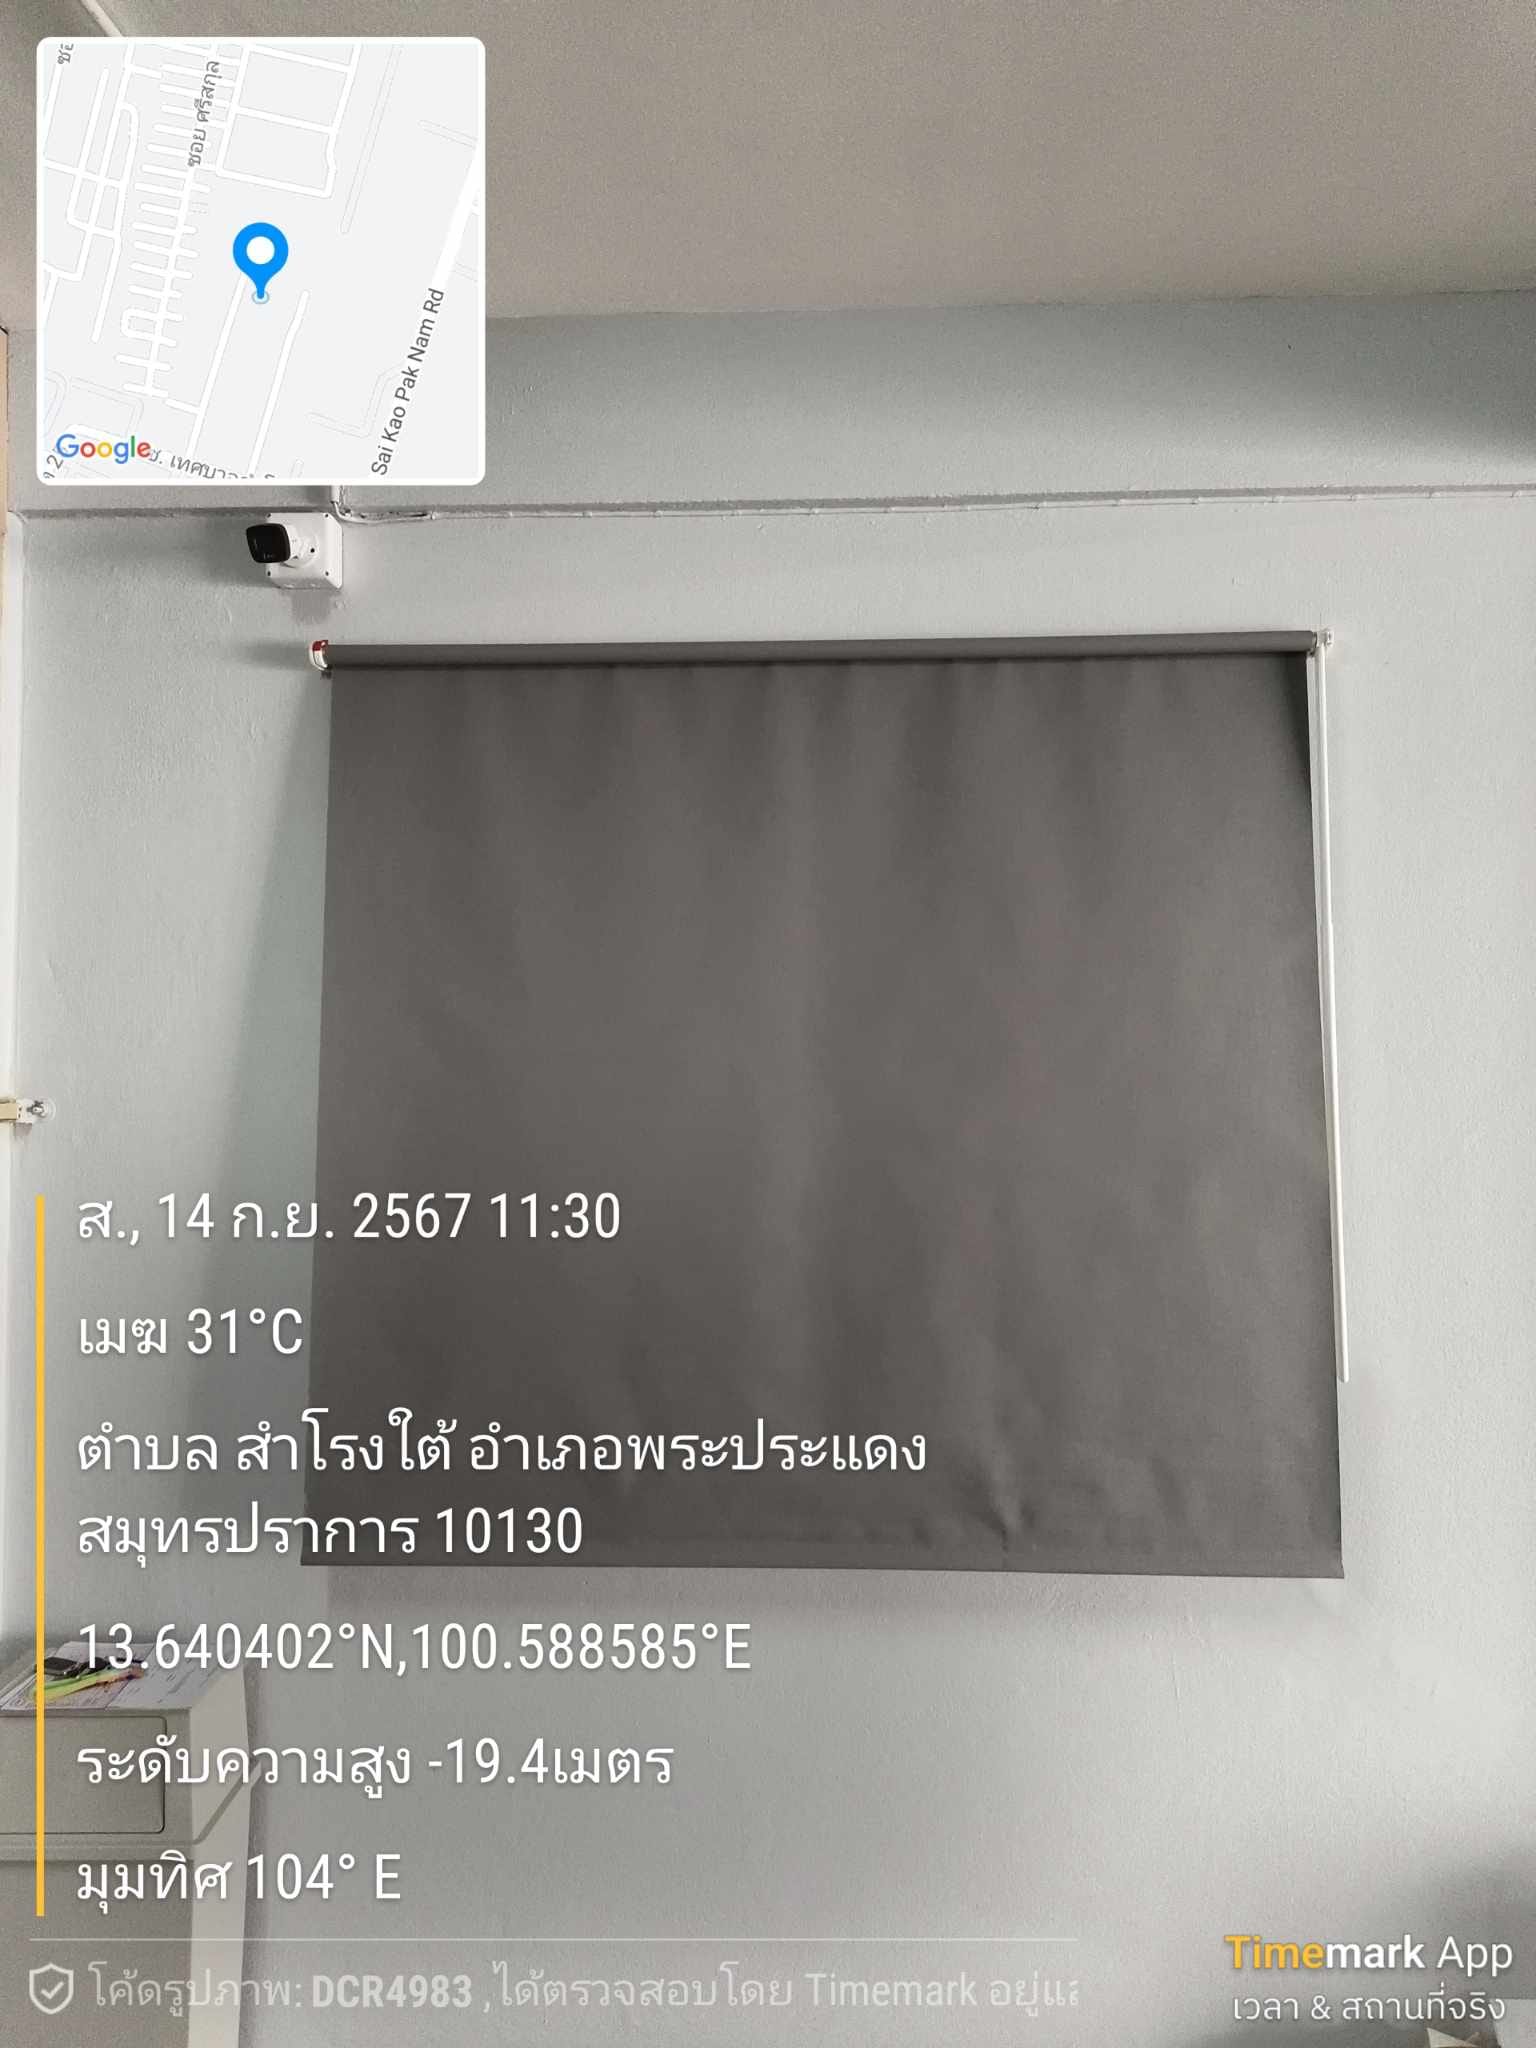 ซอย ศรีสกุล
Sai Kao Pak Nam Rd
Google
ส., 14 ก.ย. 2567 11:30
เมฆ 31°C
ตำบล สำโรงใต้ อำเภอพระประแดง
สมุทรปราการ 10130
13.640402°N,100.588585°E
ระดับความสูง -19.4เมตร
มุมทิศ 104° E
โค้ดรูปภาพ: DCR4983 ,ได้ตรวจสอบโดย Timemark
Timemark App
เวลา & สถานที่จริง